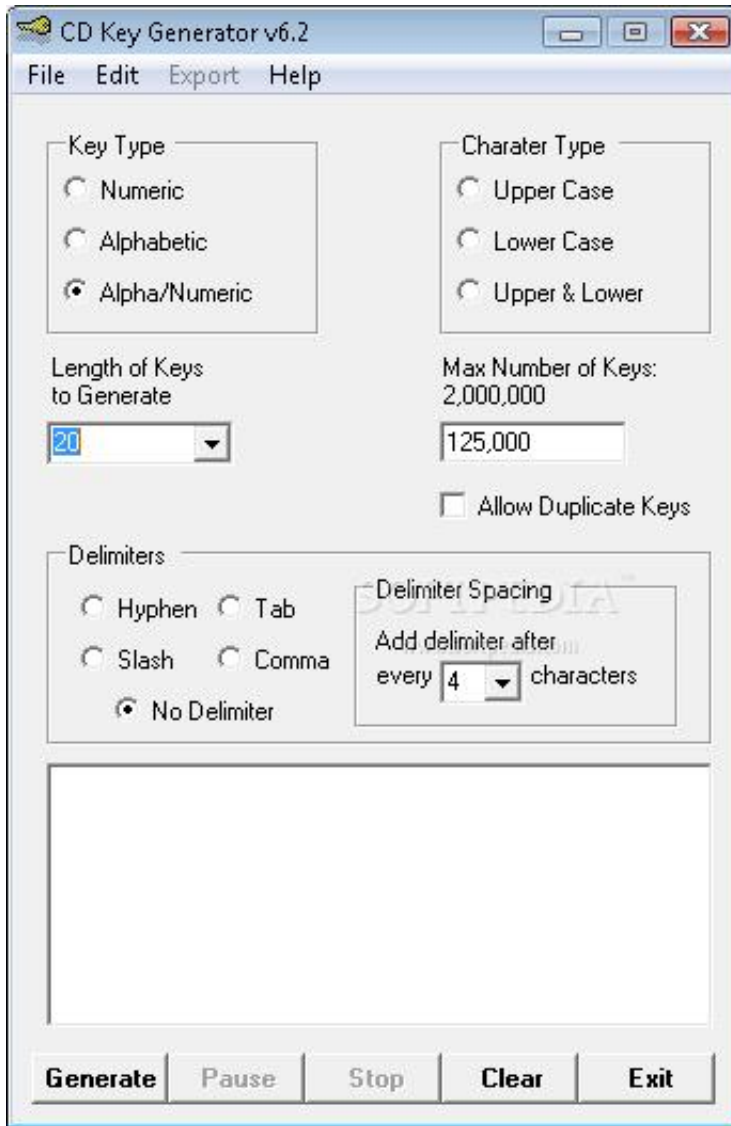 CD Key Generator v6.2
File Edit Export Help
Key Type
Numeric
Alphabetic
Alpha/Numeric
Charater Type
Upper Case
Lower Case
Upper & Lower
Length of Keys
to Generate
20
Max Number of Keys:
2,000,000
125,000
Allow Duplicate Keys
Delimiters
Hyphen Tab
Slash Comma
No Delimiter
SOFTPEDIA
Delimiter Spacing
Add delimiter after
every 4 characters
Generate Pause Stop Clear Exit